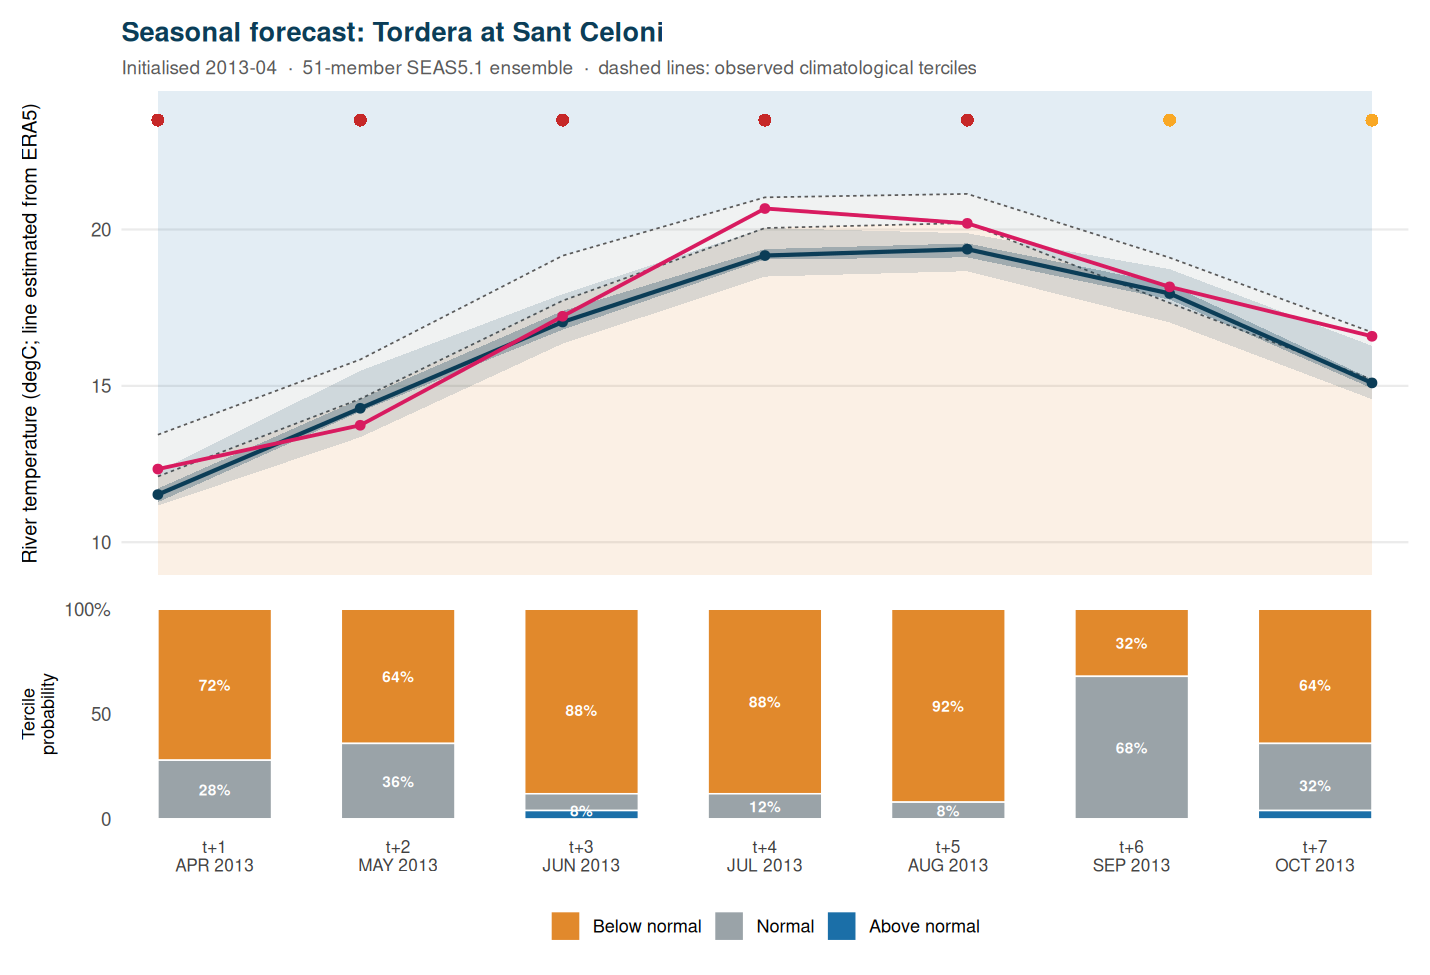 Seasonal forecast: Tordera at Sant Celoni
Initialised 2013-04 · 51-member SEAS5.1 ensemble · dashed lines: observed climatological terciles
River temperature (degC; line estimated from ERA5)
20
15
10
Tercile
probability
100%
50
0
72%
28%
64%
36%
88%
8%
88%
12%
92%
8%
32%
68%
64%
32%
t+1
APR 2013
t+2
MAY 2013
t+3
JUN 2013
t+4
JUL 2013
t+5
AUG 2013
t+6
SEP 2013
t+7
OCT 2013
Below normal
Normal
Above normal